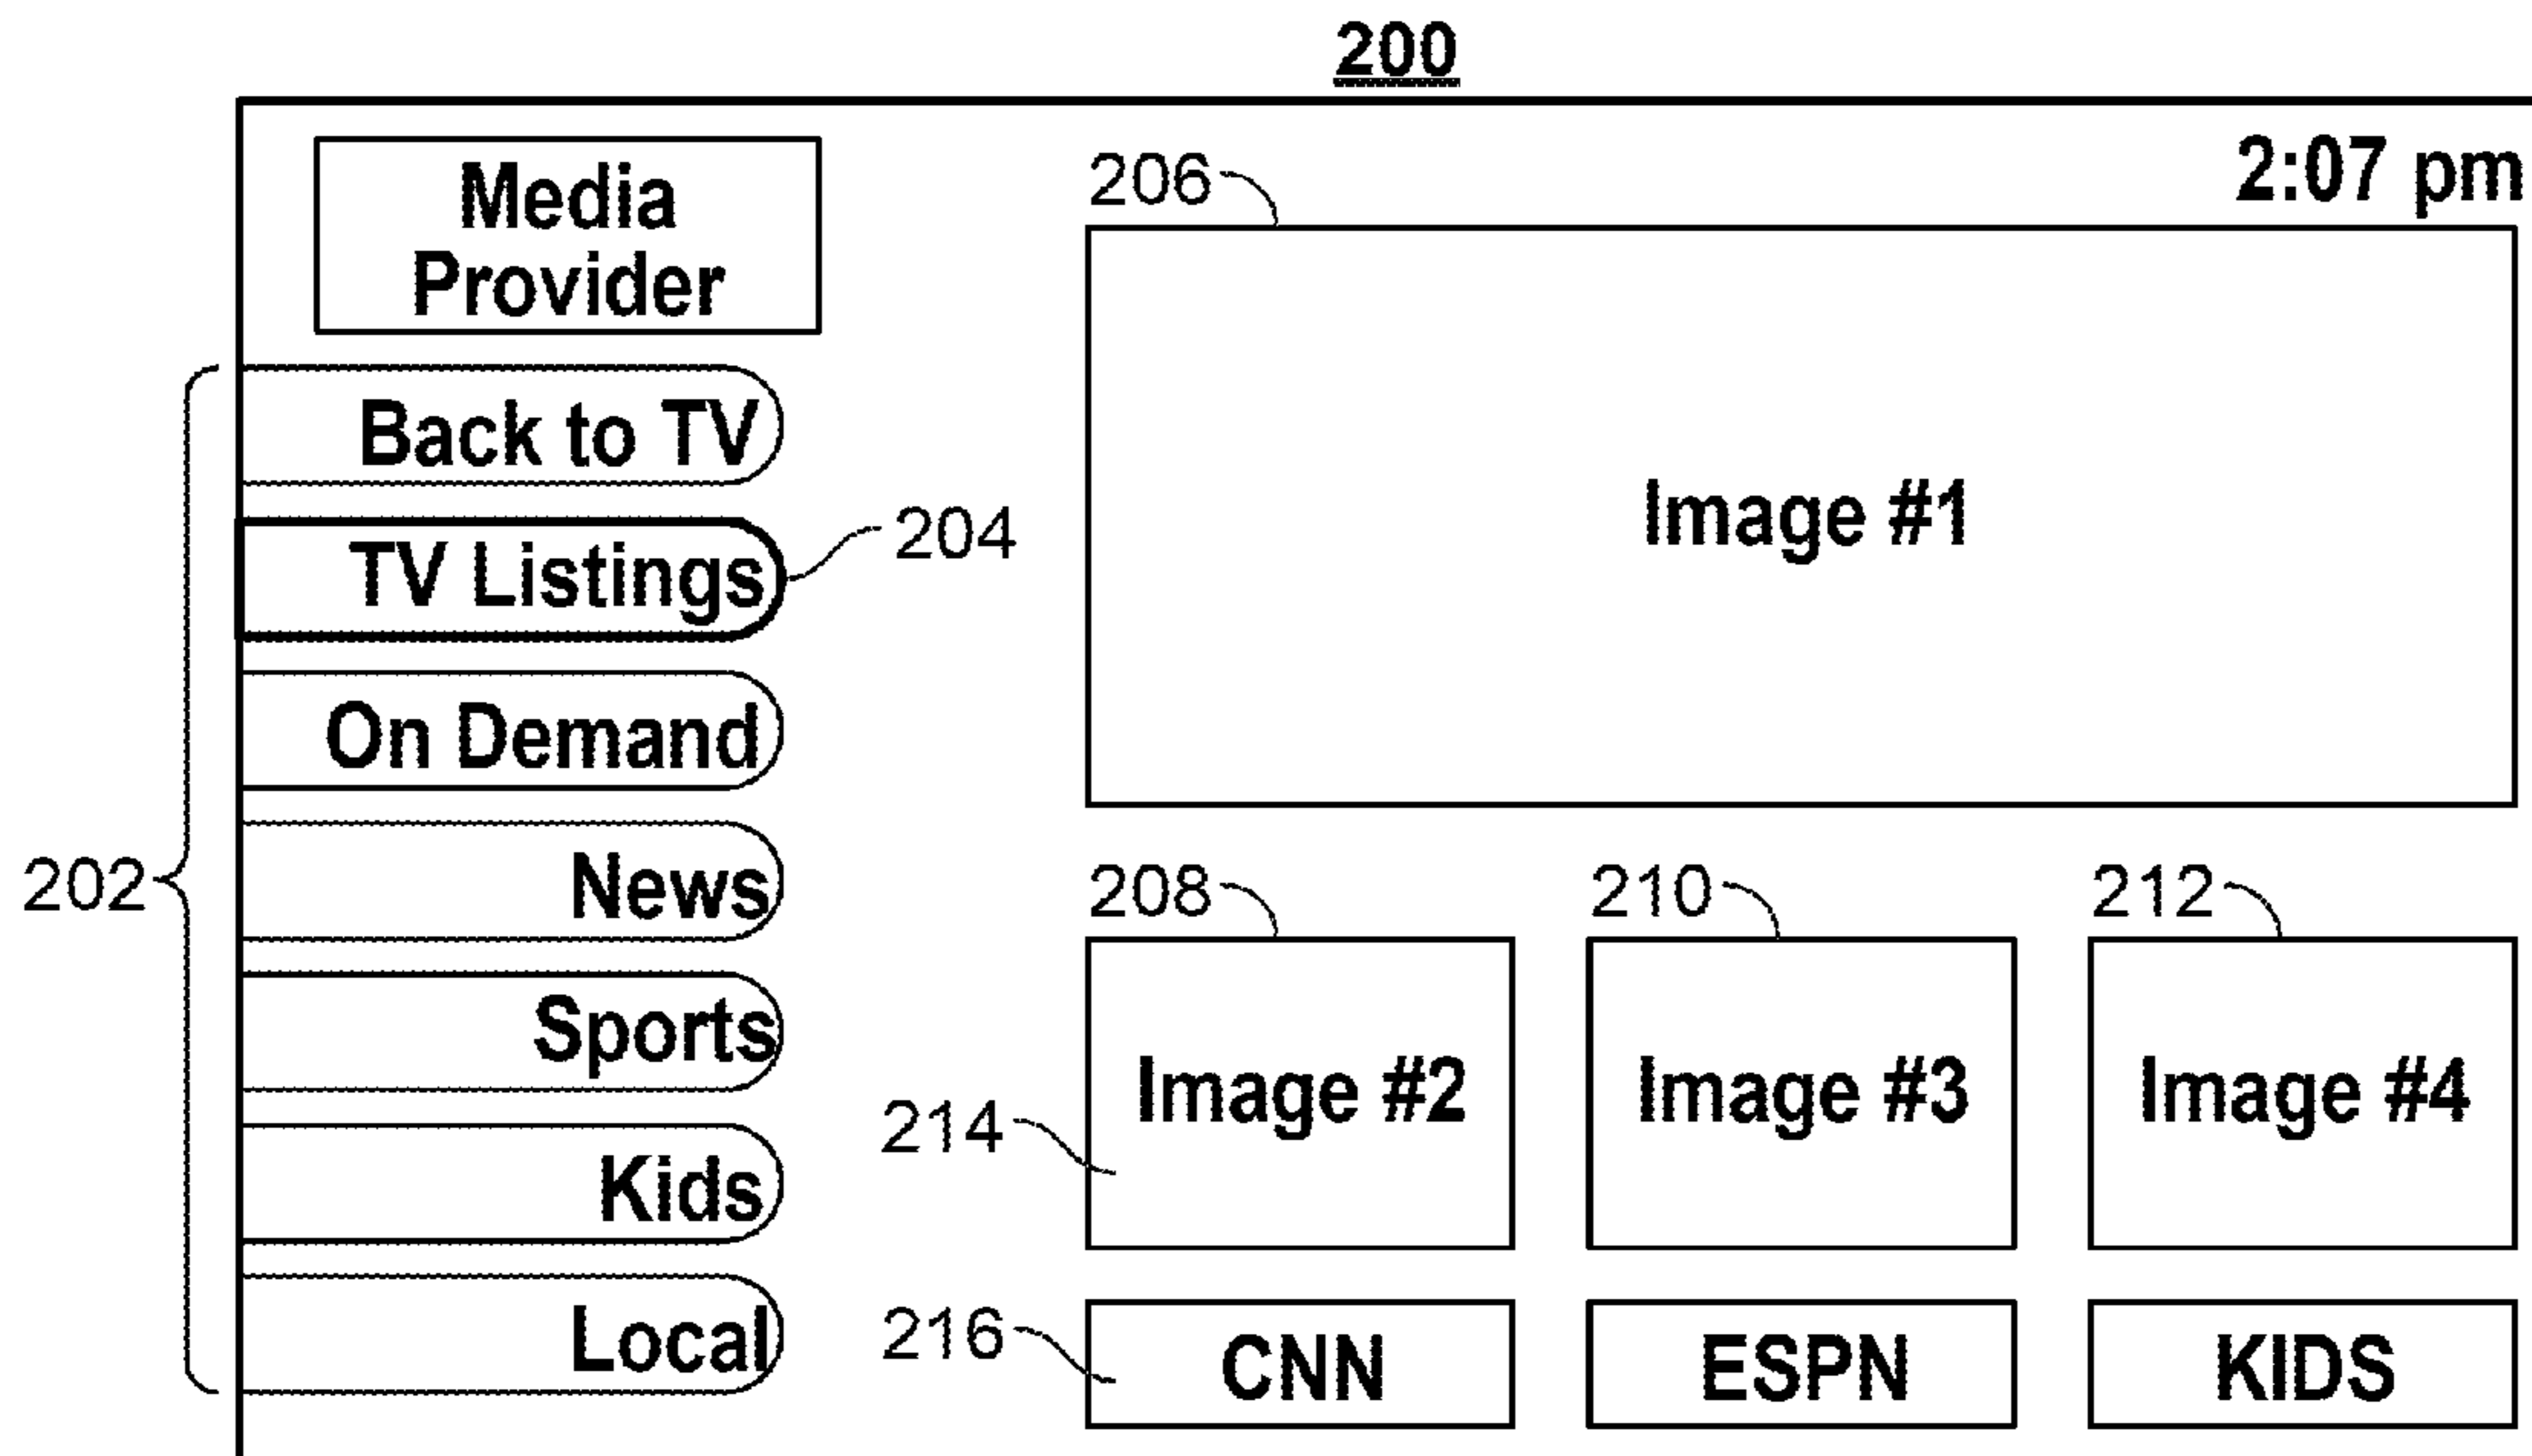 200
2:07 pm
Media
Provider
206
Back to TV
Image #1
TV Listings
204
On Demand
202
News
208
210
212
Sports
Image #2
Image #3
Image #4
214
Kids
Local
216
CNN
ESPN
KIDS